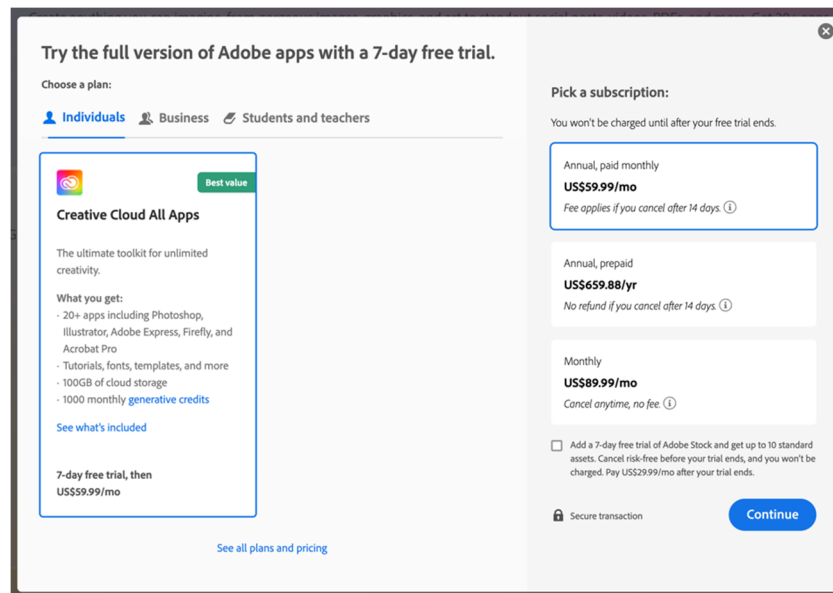 Try the full version of Adobe apps with a 7-day free trial.
Choose a plan:
Individuals
Business
Students and teachers
Best value
Creative Cloud All Apps
The ultimate toolkit for unlimited
creativity.
What you get:
· 20+ apps including Photoshop,
Illustrator, Adobe Express, Firefly, and
Acrobat Pro
· Tutorials, fonts, templates, and more
· 100GB of cloud storage
· 1000 monthly generative credits
See what's included
7-day free trial, then
US$59.99/mo
See all plans and pricing
Pick a subscription:
You won't be charged until after your free trial ends.
Annual, paid monthly
US$59.99/mo
Fee applies if you cancel after 14 days.
Annual, prepaid
US$659.88/yr
No refund if you cancel after 14 days.
Monthly
US$89.99/mo
Cancel anytime, no fee.
Add a 7-day free trial of Adobe Stock and get up to 10 standard
assets. Cancel risk-free before your trial ends, and you won't be
charged. Pay US$29.99/mo after your trial ends.
Secure transaction
Continue